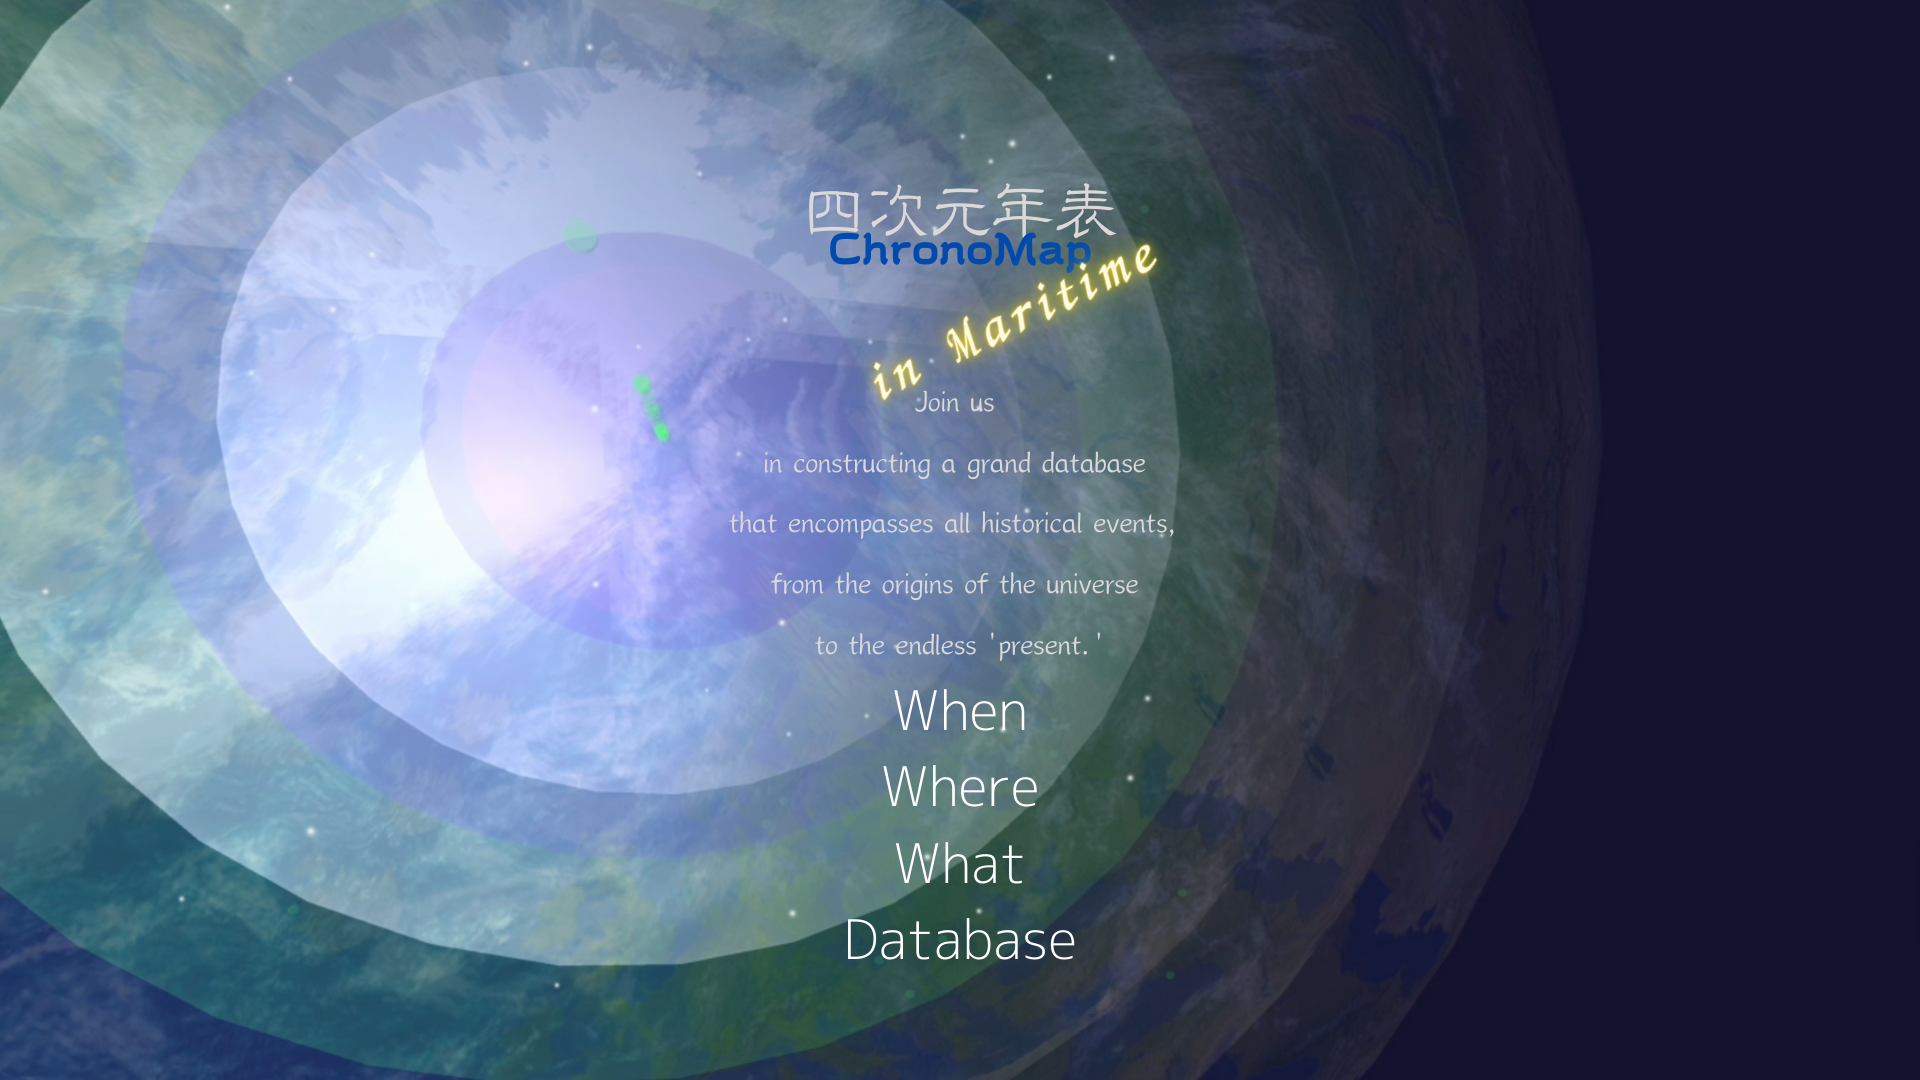 四次元年表
ChronoMap
in Maritime
Join us
in constructing a grand database
that encompasses all historical events,
from the origins of the universe
to the endless 'present.'
When
Where
What
Database